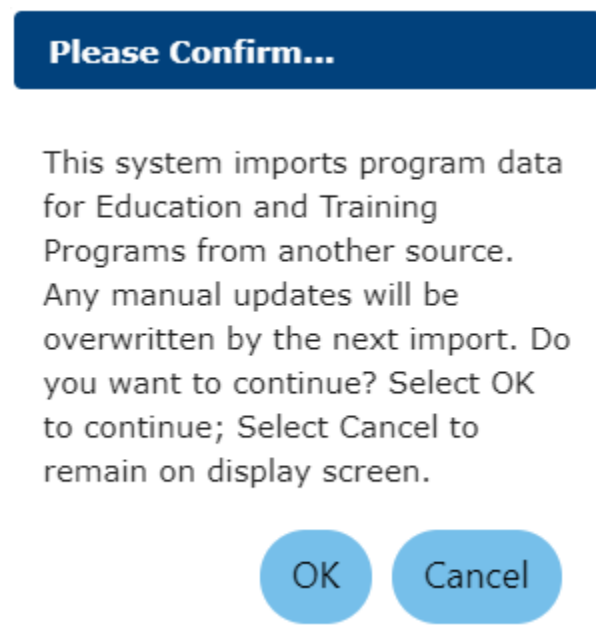 Please Confirm...
This system imports program data
for Education and Training
Programs from another source.
Any manual updates will be
overwritten by the next import. Do
you want to continue? Select OK
to continue; Select Cancel to
remain on display screen.
OK Cancel